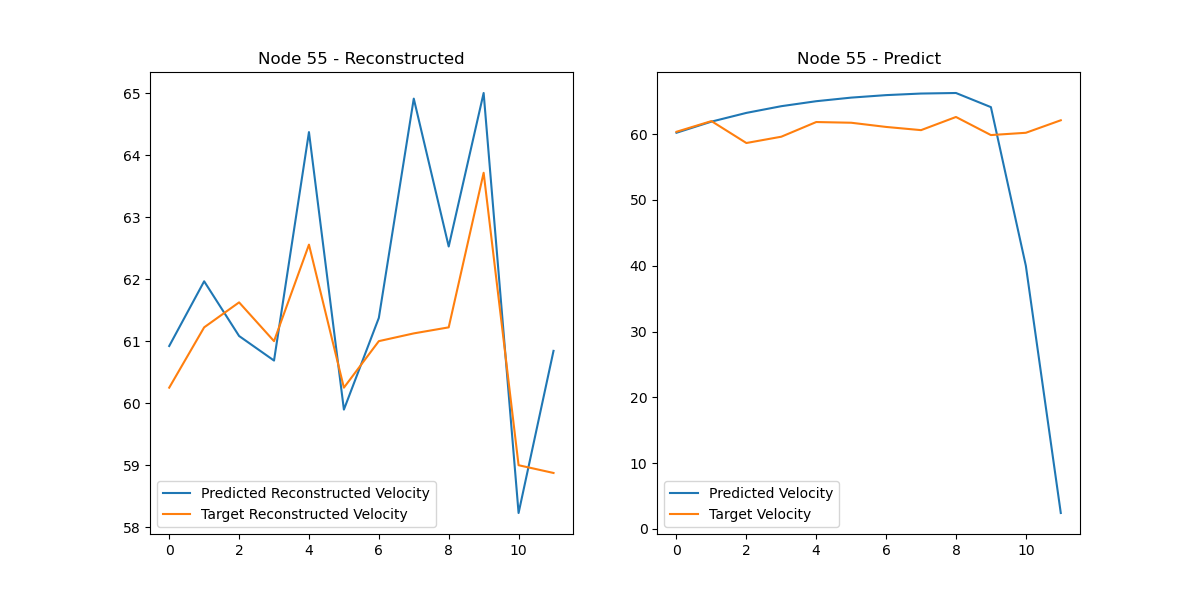 Node 55 - Reconstructed
65
64
63
62
61
60
59
58
Predicted Reconstructed Velocity
Target Reconstructed Velocity
0 2 4 6 8 10
Node 55 - Predict
60
50
40
30
20
10
0
Predicted Velocity
Target Velocity
0 2 4 6 8 10